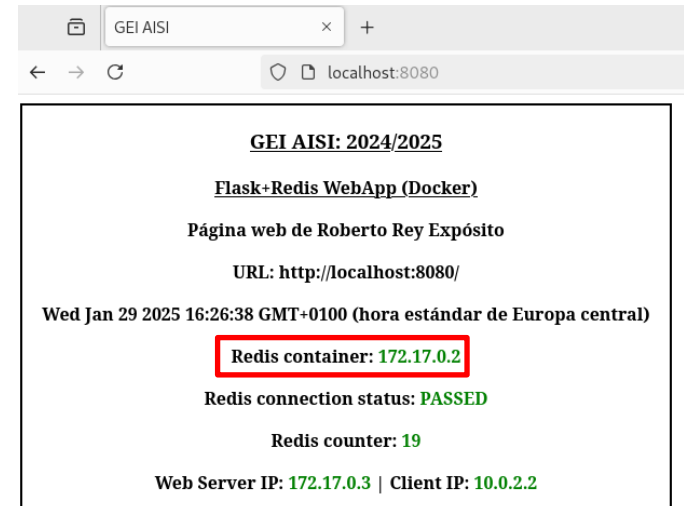 GEI AISI
localhost:8080
GEI AISI: 2024/2025
Flask+Redis WebApp (Docker)
Página web de Roberto Rey Expósito
URL: http://localhost:8080/
Wed Jan 29 2025 16:26:38 GMT+0100 (hora estándar de Europa central)
Redis container: 172.17.0.2
Redis connection status: PASSED
Redis counter: 19
Web Server IP: 172.17.0.3 | Client IP: 10.0.2.2